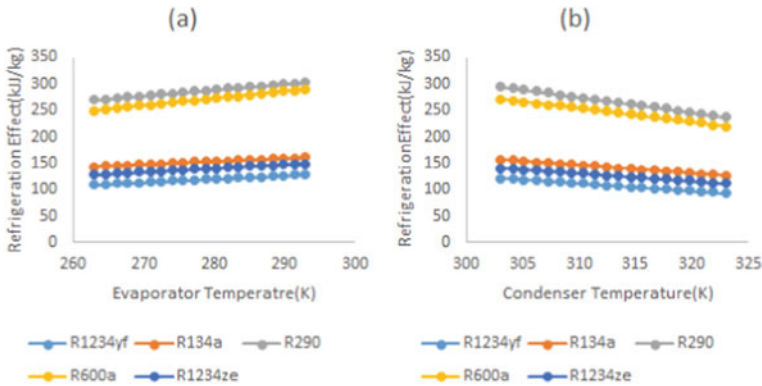 (a)
Refrigeration Effect(kJ/kg)
350
300
250
200
150
100
50
0
260
270
280
290
300
Evaporator Temperatre(K)
R1234yf R134a R290
R600a R1234ze
(b)
RefrigerationEffect(kJ/kg)
350
300
250
200
150
100
50
0
300
305
310
315
320
325
Condenser Temperature(K)
R1234yf R134a R290
R600a R1234ze